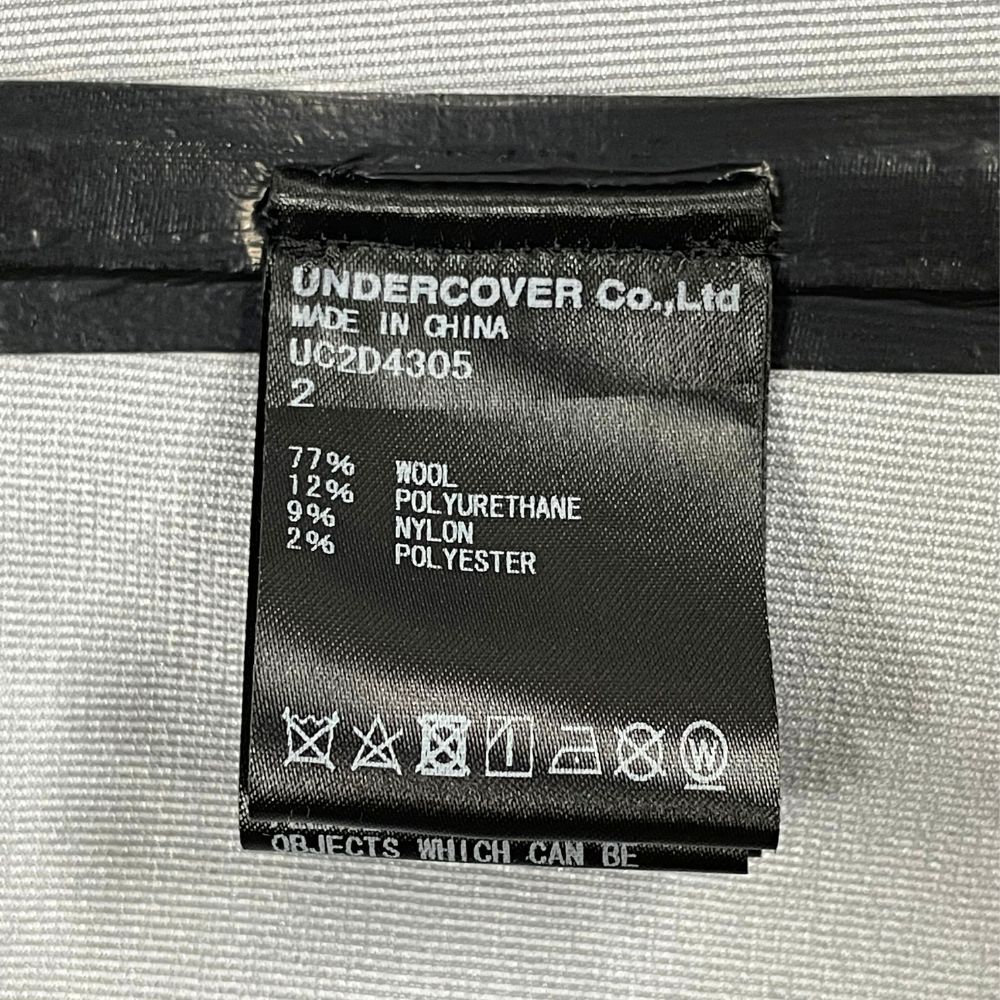 UNDERCOVER Co.,Ltd
MADE IN CHINA
UC2D4305
2
77% WOOL
12% POLYURETHANE
9% NYLON
2% POLYESTER
W
OBJECTS WHICH CAN BE